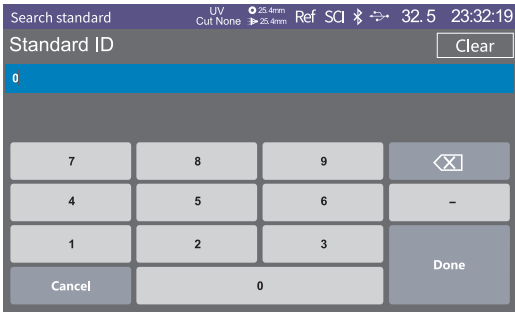 Search standard UV Cut None 25.4mm 25.4mm Ref SCI 32.5 23:32:19
Standard ID Clear
0
7 8 9
4 5 6 –
1 2 3
Done
Cancel 0